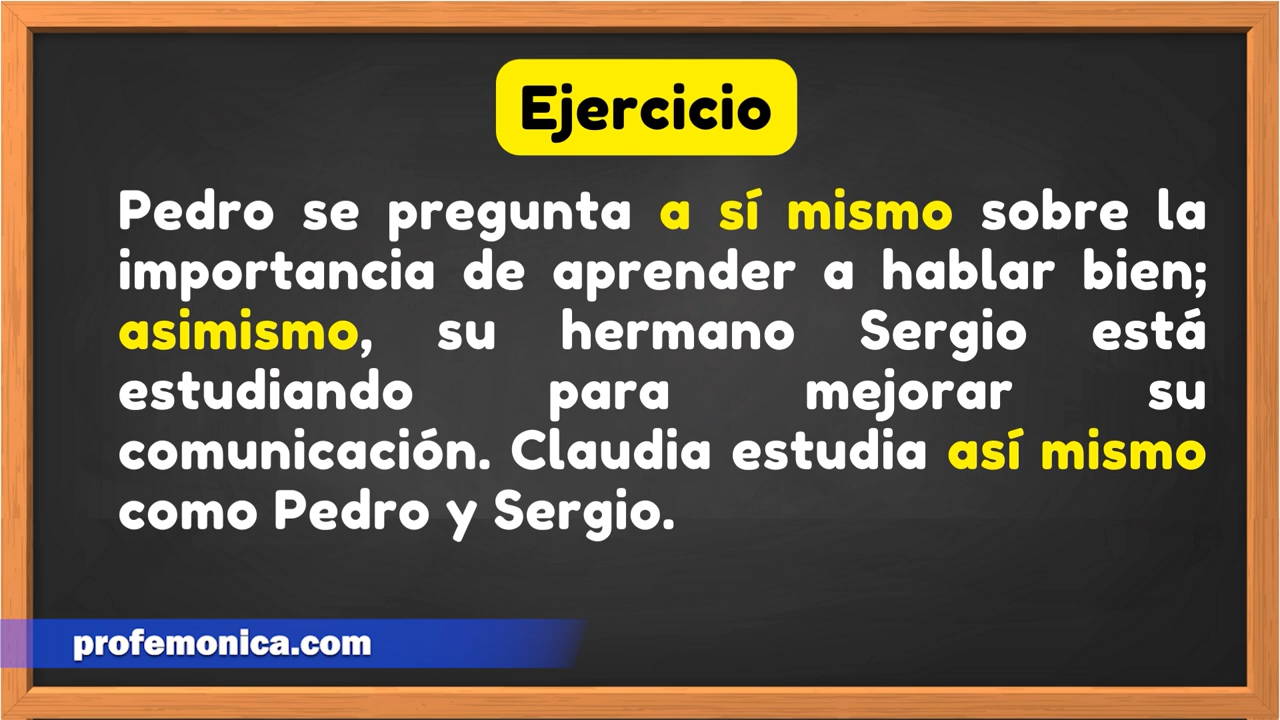 Ejercicio
Pedro se pregunta a sí mismo sobre la
importancia de aprender a hablar bien;
asimismo, su hermano Sergio está
estudiando para mejorar su
comunicación. Claudia estudia así mismo
como Pedro y Sergio.
profemonica.com